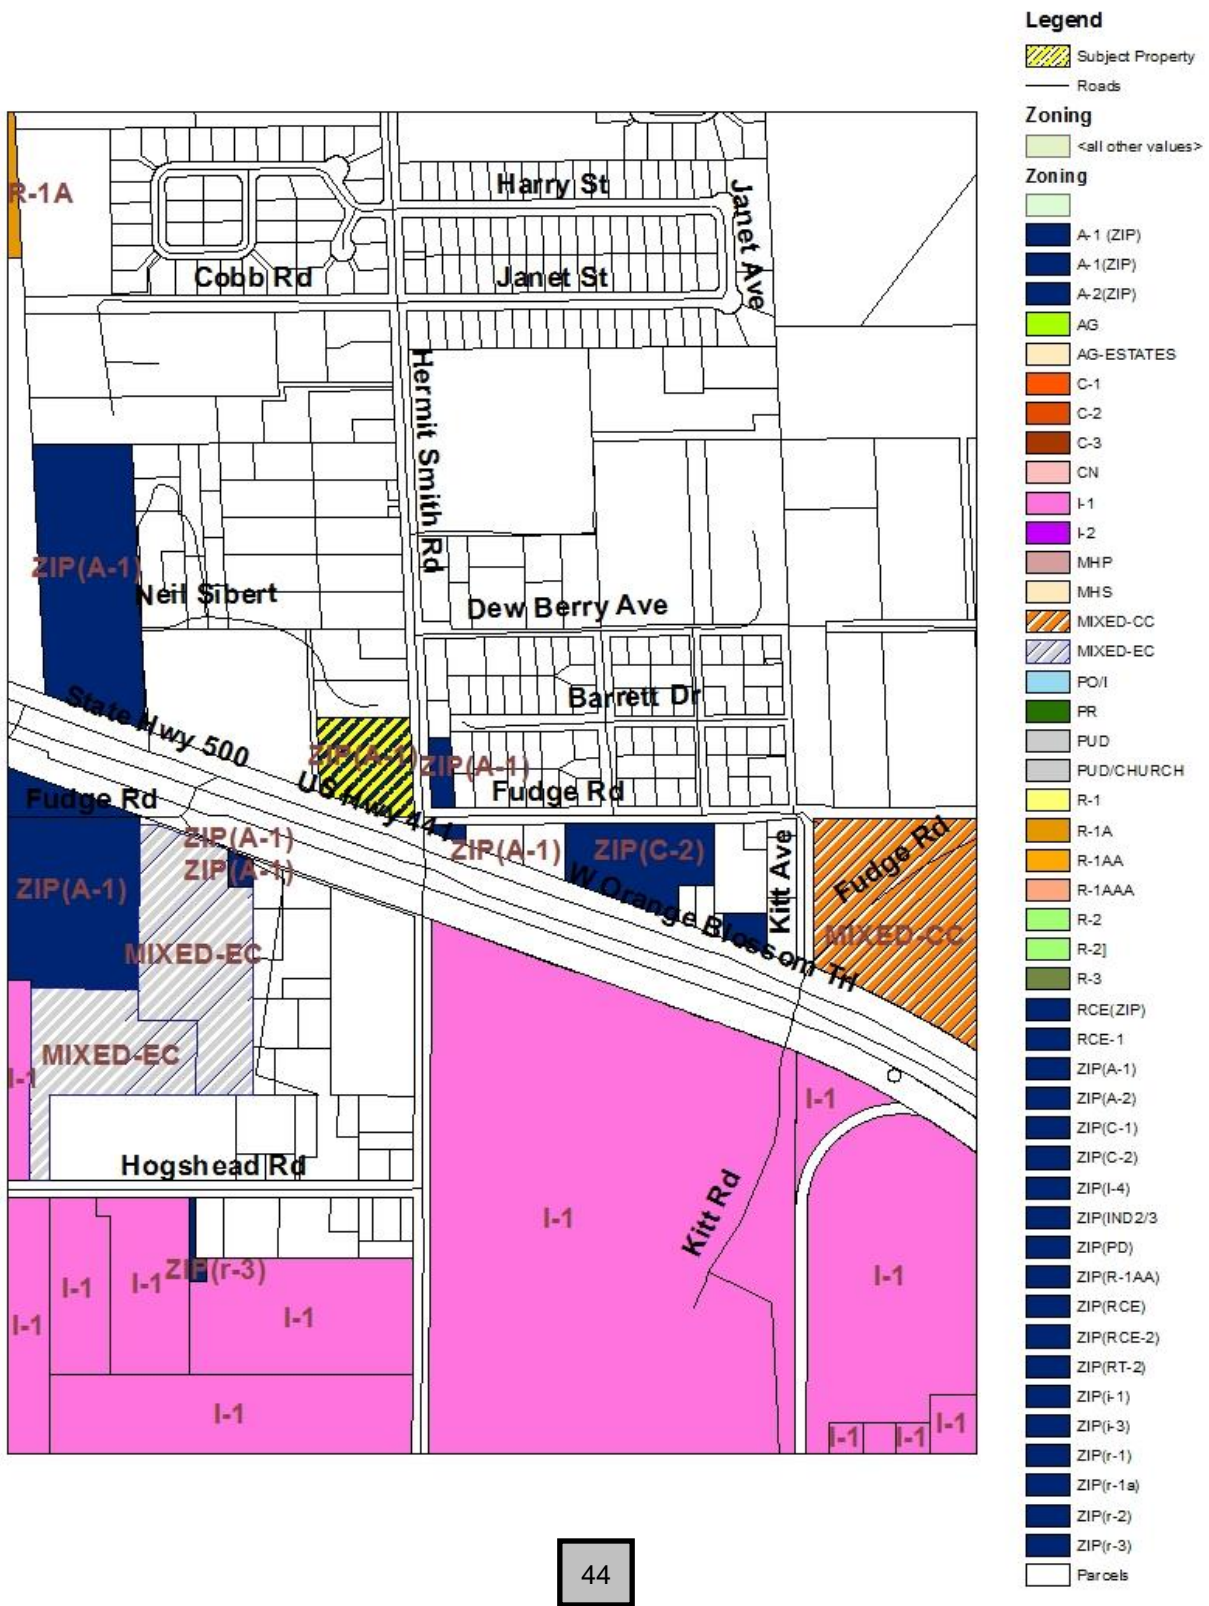 Legend
Subject Property
Roads
Zoning
<all other values>
Zoning
A-1 (ZIP)
A-1(ZIP)
A-2(ZIP)
AG
AG-ESTATES
C-1
C-2
C-3
CN
I-1
I-2
MHP
MHS
MIXED-CC
MIXED-EC
PO/I
PR
PUD
PUD/CHURCH
R-1
R-1A
R-1AA
R-1AAA
R-2
R-2]
R-3
RCE(ZIP)
RCE-1
ZIP(A-1)
ZIP(A-2)
ZIP(C-1)
ZIP(C-2)
ZIP(I-4)
ZIP(IND2/3
ZIP(PD)
ZIP(R-1AA)
ZIP(RCE)
ZIP(RCE-2)
ZIP(RT-2)
ZIP(i-1)
ZIP(i-3)
ZIP(r-1)
ZIP(r-1a)
ZIP(r-2)
ZIP(r-3)
Parcels
R-1A
Harry St
Janet Ave
Cobb Rd
Janet St
Hermit Smith Rd
ZIP(A-1)
Neil Sibert
Dew Berry Ave
Barrett Dr
State Hwy 500
ZIP(A-1)
ZIP(A-1)
US Hwy 441
Fudge Rd
Fudge Rd
ZIP(A-1)
ZIP(A-1)
ZIP(A-1)
ZIP(C-2)
Kitt Ave
Fudge Rd
ZIP(A-1)
W Orange Blossom Trl
MIXED-CC
MIXED-EC
MIXED-EC
I-1
I-1
Hogshead Rd
Kitt Rd
I-1
ZIP(r-3)
I-1
I-1
I-1
I-1
I-1
I-1
I-1
I-1
I-1
I-1
44